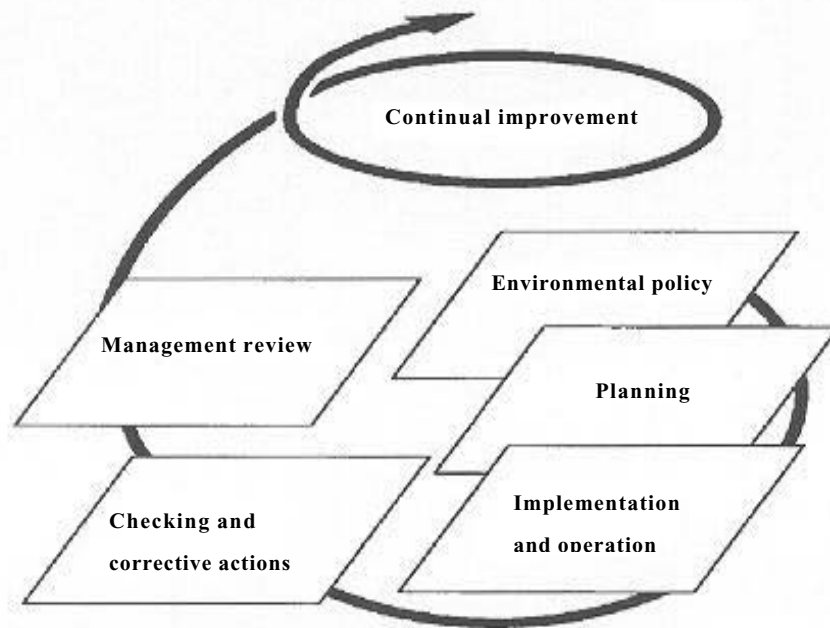 Continual improvement
Environmental policy
Management review
Planning
Implementation
and operation
Checking and
corrective actions